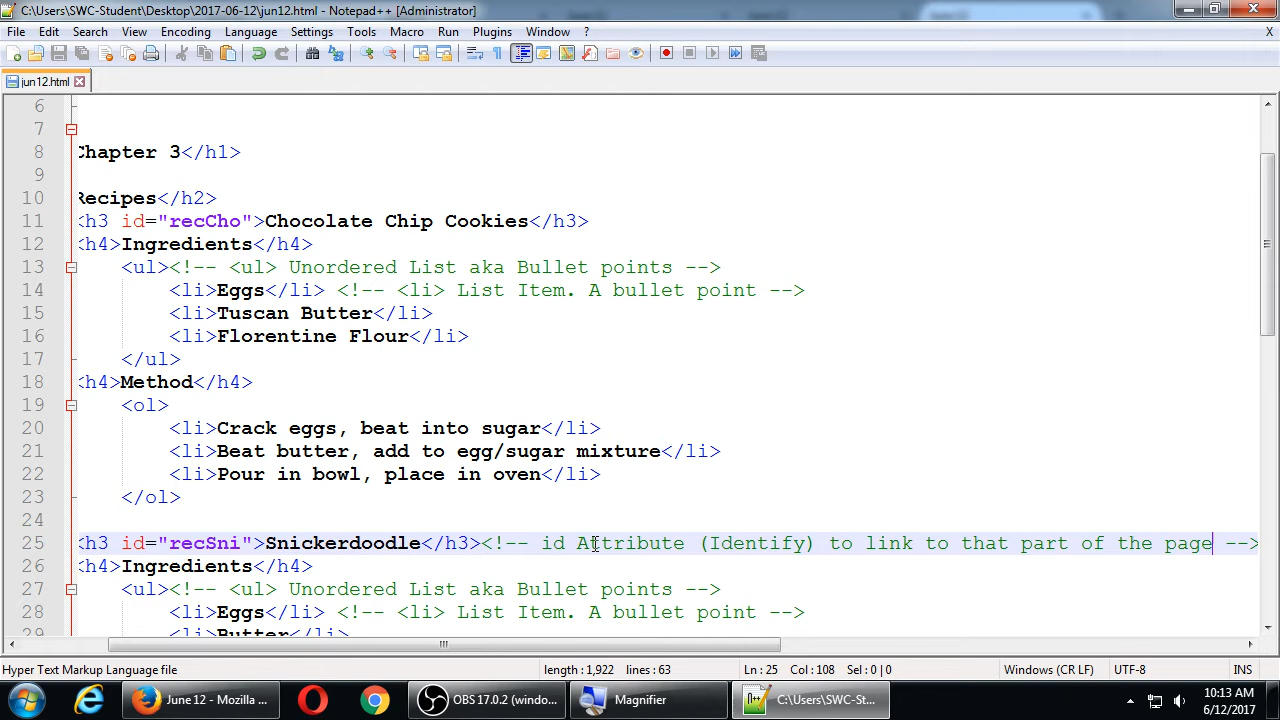 C:\Users\SWC-Student\Desktop\2017-06-12\jun12.html - Notepad++ [Administrator]
File Edit Search View Encoding Language Settings Tools Macro Run Plugins Window ? X
jun12.html
6
7
8 Chapter 3</h1>
9
10 Recipes</h2>
11 <h3 id="recCho">Chocolate Chip Cookies</h3>
12 <h4>Ingredients</h4>
13 <ul><!-- <ul> Unordered List aka Bullet points -->
14 <li>Eggs</li> <!-- <li> List Item. A bullet point -->
15 <li>Tuscan Butter</li>
16 <li>Florentine Flour</li>
17 </ul>
18 <h4>Method</h4>
19 <ol>
20 <li>Crack eggs, beat into sugar</li>
21 <li>Beat butter, add to egg/sugar mixture</li>
22 <li>Pour in bowl, place in oven</li>
23 </ol>
24
25 <h3 id="recSni">Snickerdoodle</h3><!-- id Attribute (Identify) to link to that part of the page -->
26 <h4>Ingredients</h4>
27 <ul><!-- <ul> Unordered List aka Bullet points -->
28 <li>Eggs</li> <!-- <li> List Item. A bullet point -->
29 <li>Butter</li>
Hyper Text Markup Language file length : 1,922 lines : 63 Ln : 25 Col : 108 Sel : 0 | 0 Windows (CR LF) UTF-8 INS
June 12 - Mozilla ... OBS 17.0.2 (windo... Magnifier C:\Users\SWC-St... 10:13 AM
6/12/2017